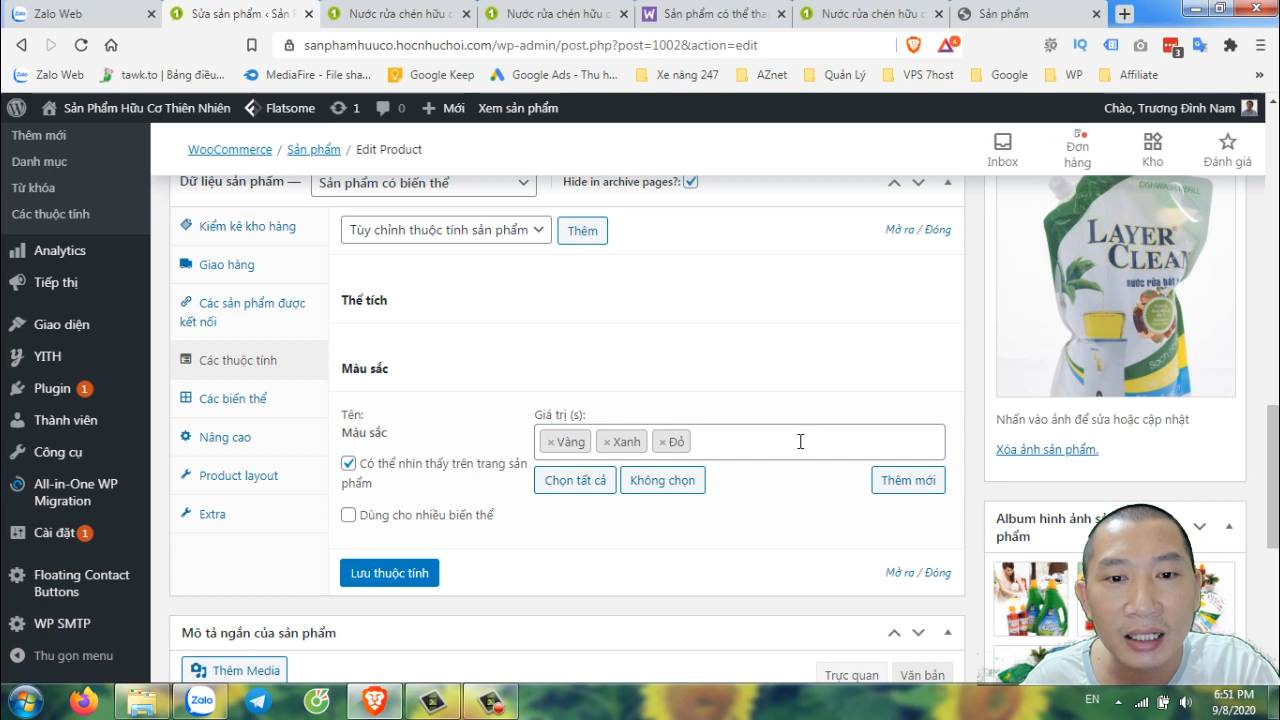 Zalo Web
Sửa sản phẩm ‹ Sản P
Nước rửa chén hữu c
Nước rửa chén hữu c
Sản phẩm có thể tha
Nước rửa chén hữu c
Sản phẩm
sanphamhuuco.hoinhuchoi.com/wp-admin/post.php?post=1002&action=edit
4
IQ
3
Zalo Web
tawk.to | Bảng điều...
MediaFire - File sha...
Google Keep
Google Ads - Thu h...
Xe nâng 247
AZnet
Quản Lý
VPS 7host
Google
WP
Affiliate
Sản Phẩm Hữu Cơ Thiên Nhiên
Flatsome
1
0
Mới
Xem sản phẩm
Chào, Trương Đình Nam
Thêm mới
Danh mục
Từ khóa
Các thuộc tính
Analytics
Tiếp thị
Giao diện
YITH
Plugin 1
Thành viên
Công cụ
All-in-One WP
Migration
Cài đặt 1
Floating Contact
Buttons
WP SMTP
Thu gọn menu
WooCommerce / Sản phẩm / Edit Product
Inbox
Đơn
hàng
Kho
Đánh giá
Dữ liệu sản phẩm —
Sản phẩm có biến thể
Hide in archive pages?:
Kiểm kê kho hàng
Giao hàng
Các sản phẩm được
kết nối
Các thuộc tính
Các biến thể
Nâng cao
Product layout
Extra
Tùy chỉnh thuộc tính sản phẩm
Thêm
Mở ra / Đóng
Thể tích
Màu sắc
Tên:
Màu sắc
Có thể nhìn thấy trên trang sản
phẩm
Dùng cho nhiều biến thể
Giá trị (s):
× Vàng
× Xanh
× Đỏ
Chọn tất cả
Không chọn
Thêm mới
Lưu thuộc tính
Mở ra / Đóng
Mô tả ngắn của sản phẩm
Thêm Media
Trực quan
Văn bản
DISHWASH REFILL
LAYER
CLEAN
nước rửa bát
Nhấn vào ảnh để sửa hoặc cập nhật
Xóa ảnh sản phẩm.
Album hình ảnh
phẩm
Zalo
EN
6:51 PM
9/8/2020